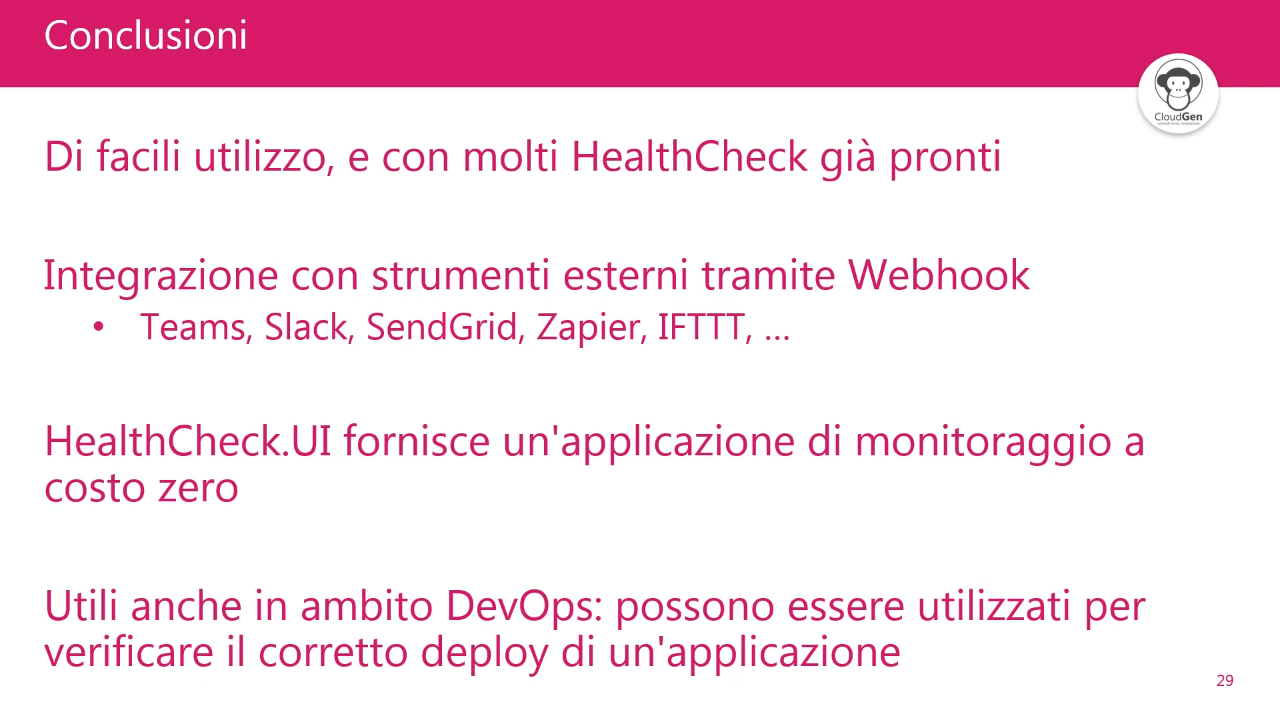 Conclusioni
CloudGen
Di facili utilizzo, e con molti HealthCheck già pronti
Integrazione con strumenti esterni tramite Webhook
• Teams, Slack, SendGrid, Zapier, IFTTT, ...
HealthCheck.UI fornisce un'applicazione di monitoraggio a
costo zero
Utili anche in ambito DevOps: possono essere utilizzati per
verificare il corretto deploy di un'applicazione
29